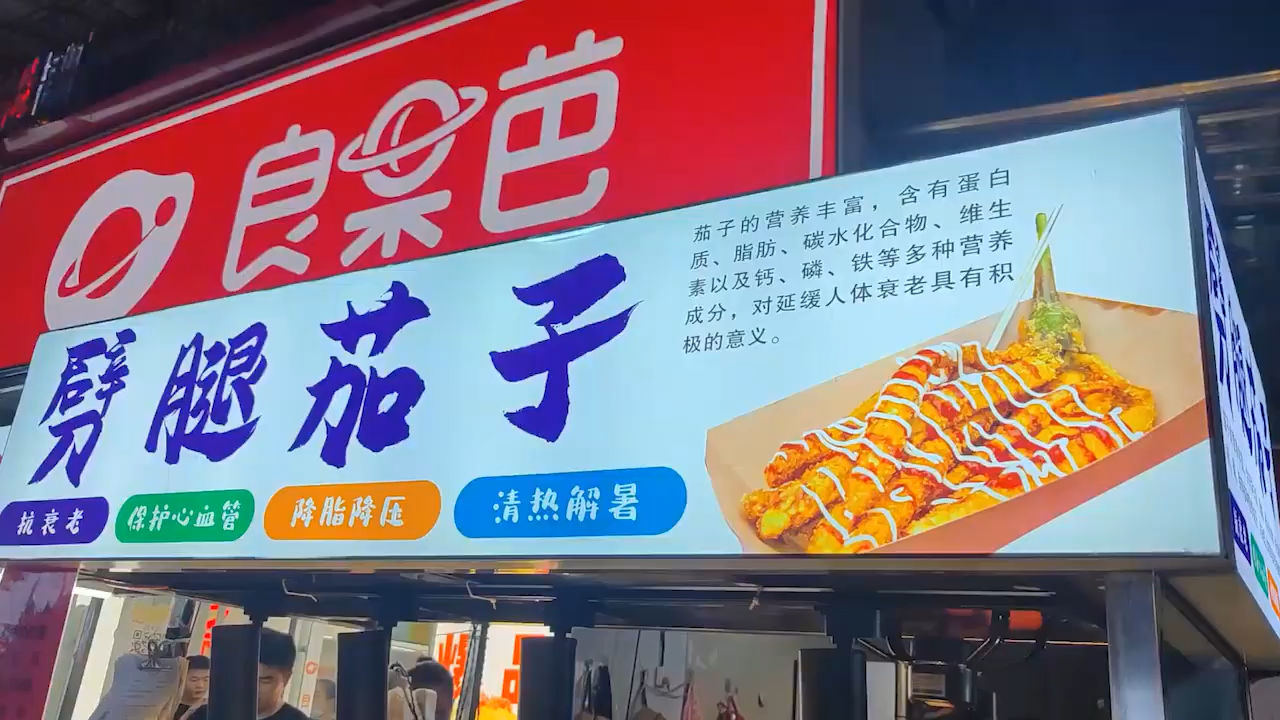 良果芭
劈腿茄子
茄子的营养丰富，含有蛋白
质、脂肪、碳水化合物、维生
素以及钙、磷、铁等多种营养
成分，对延缓人体衰老具有积
极的意义。
抗衰老
保护心血管
降脂降压
清热解暑